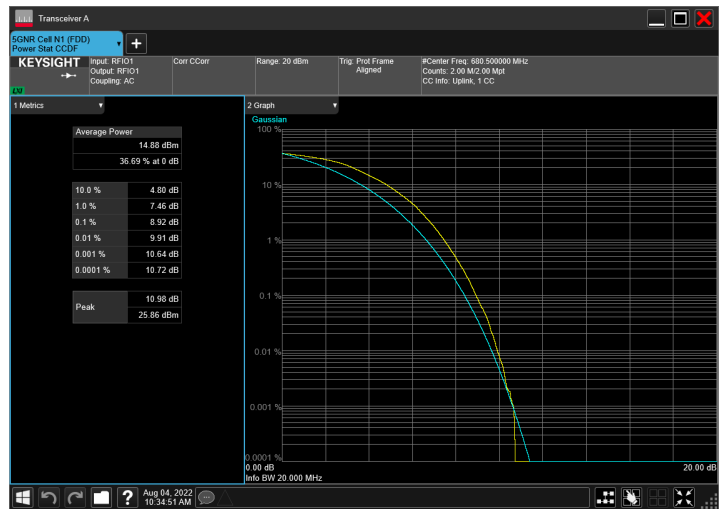 Transceiver A
5GNR Cell N1 (FDD)
Power Stat CCDF
KEYSIGHT
LXI
Input: RFIO1
Output: RFIO1
Coupling: AC
Corr CCorr
Range: 20 dBm
Trig: Prot Frame
Aligned
#Center Freq: 680.500000 MHz
Counts: 2.00 M/2.00 Mpt
CC Info: Uplink, 1 CC
1 Metrics
Average Power
14.88 dBm
36.69 % at 0 dB
10.0 % 4.80 dB
1.0 % 7.46 dB
0.1 % 8.92 dB
0.01 % 9.91 dB
0.001 % 10.64 dB
0.0001 % 10.72 dB
Peak
10.98 dB
25.86 dBm
2 Graph
Gaussian
100 %
10 %
1 %
0.1 %
0.01 %
0.001 %
0.0001 %
0.00 dB 20.00 dB
Info BW 20.000 MHz
?
Aug 04, 2022
10:34:51 AM